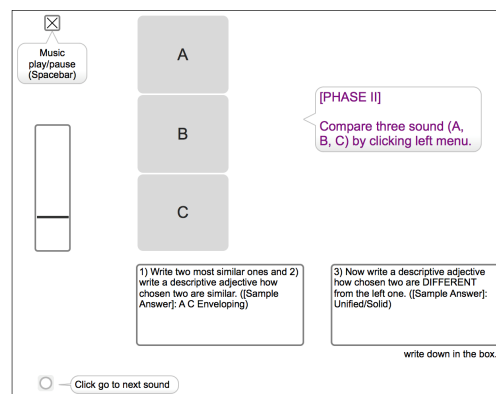 Music
play/pause
(Spacebar)
A
B
C
[PHASE II]
Compare three sound (A,
B, C) by clicking left menu.
1) Write two most similar ones and 2)
write a descriptive adjective how
chosen two are similar. ([Sample
Answer]: A C Enveloping)
3) Now write a descriptive adjective
how chosen two are DIFFERENT
from the left one. ([Sample Answer]:
Unified/Solid)
write down in the box.
Click go to next sound